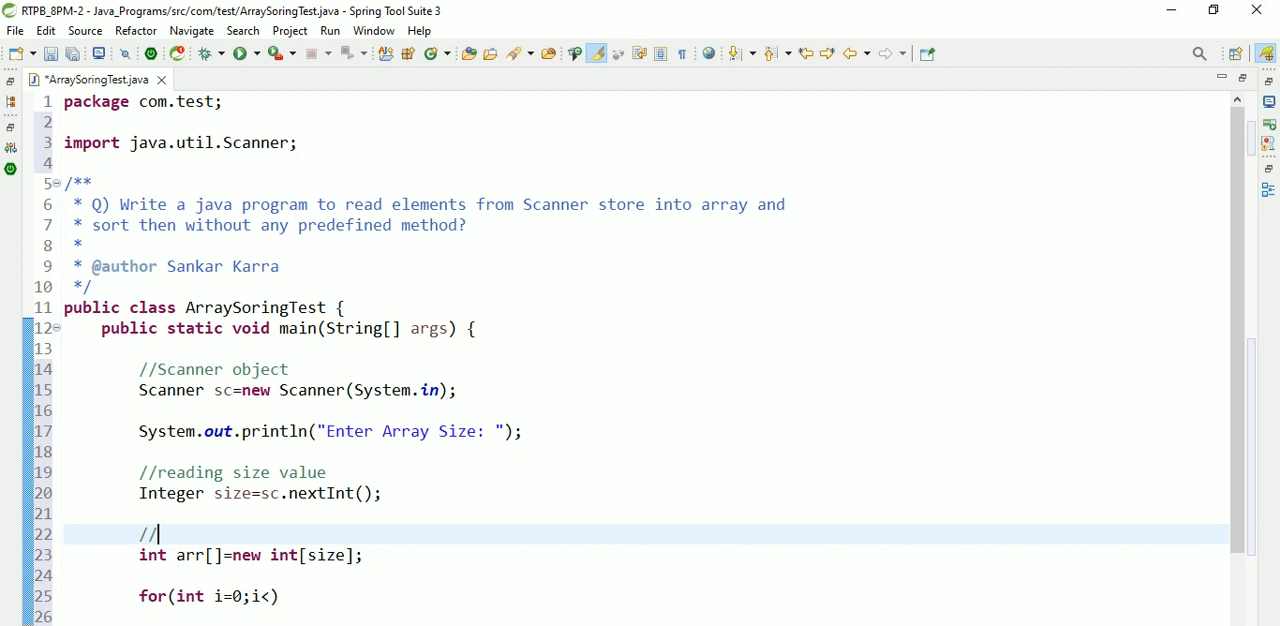 RTPB_8PM-2 - Java_Programs/src/com/test/ArraySoringTest.java - Spring Tool Suite 3
File Edit Source Refactor Navigate Search Project Run Window Help
*ArraySoringTest.java
1 package com.test;
2
3 import java.util.Scanner;
4
5 /**
6 * Q) Write a java program to read elements from Scanner store into array and
7 * sort then without any predefined method?
8 *
9 * @author Sankar Karra
10 */
11 public class ArraySoringTest {
12 public static void main(String[] args) {
13
14 //Scanner object
15 Scanner sc=new Scanner(System.in);
16
17 System.out.println("Enter Array Size: ");
18
19 //reading size value
20 Integer size=sc.nextInt();
21
22 //
23 int arr[]=new int[size];
24
25 for(int i=0;i<)
26